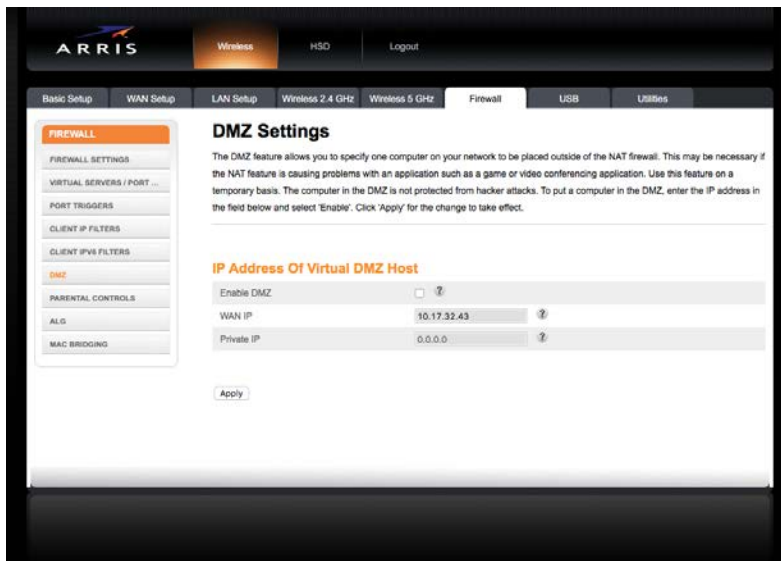 ARRIS
Wireless HSD Logout
Basic Setup WAN Setup LAN Setup Wireless 2.4 GHz Wireless 5 GHz Firewall USB Utilities
FIREWALL
FIREWALL SETTINGS
VIRTUAL SERVERS / PORT ...
PORT TRIGGERS
CLIENT IP FILTERS
CLIENT IPV6 FILTERS
DMZ
PARENTAL CONTROLS
ALG
MAC BRIDGING
DMZ Settings
The DMZ feature allows you to specify one computer on your network to be placed outside of the NAT firewall. This may be necessary if
the NAT feature is causing problems with an application such as a game or video conferencing application. Use this feature on a
temporary basis. The computer in the DMZ is not protected from hacker attacks. To put a computer in the DMZ, enter the IP address in
the field below and select 'Enable'. Click 'Apply' for the change to take effect.
IP Address Of Virtual DMZ Host
Enable DMZ ?
WAN IP 10.17.32.43 ?
Private IP 0.0.0.0 ?
Apply